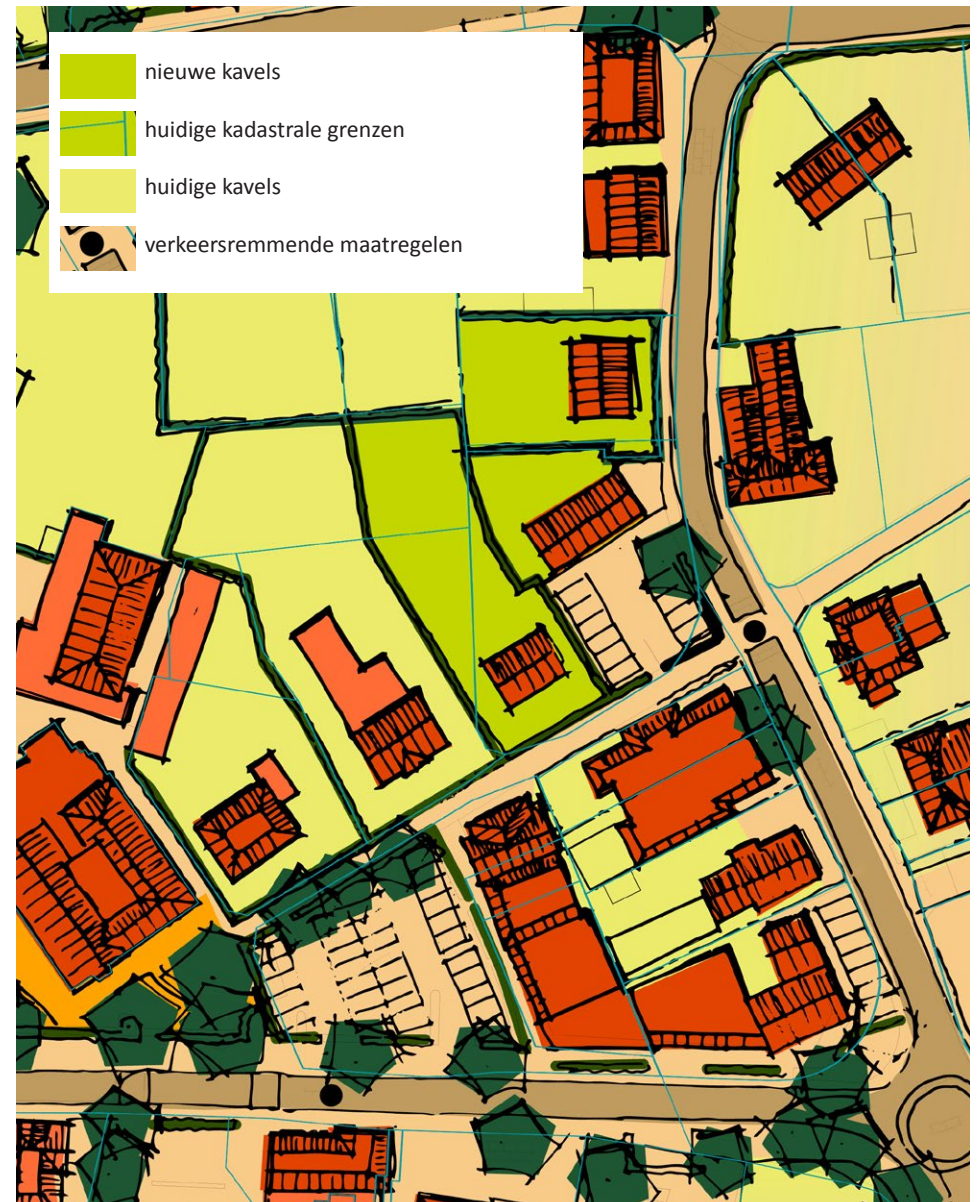 nieuwe kavels
huidige kadastrale grenzen
huidige kavels
verkeersremmende maatregelen